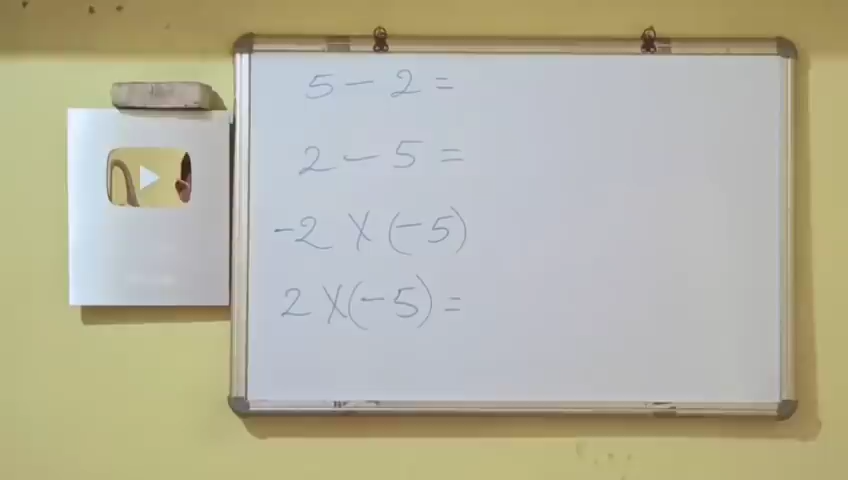 5 - 2 =
2 - 5 =
-2 X (-5)
2 X (-5) =